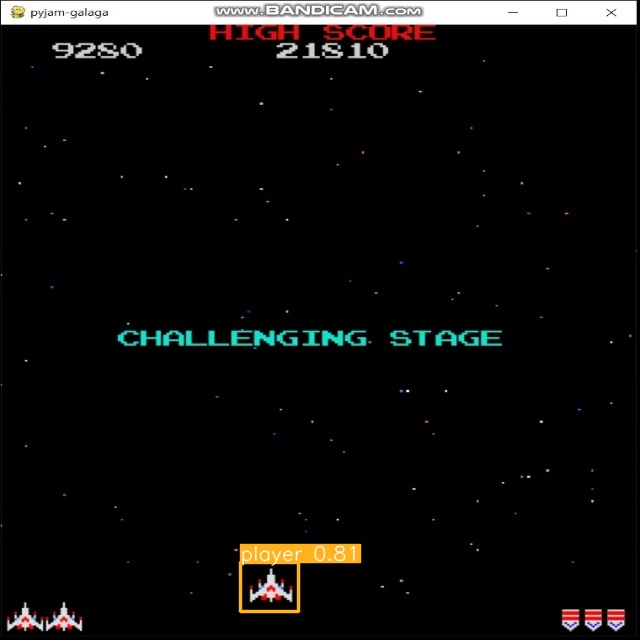 pyjam-galaga
www.BANDICAM.com
HIGH SCORE
9280 21810
CHALLENGING STAGE
player 0.81